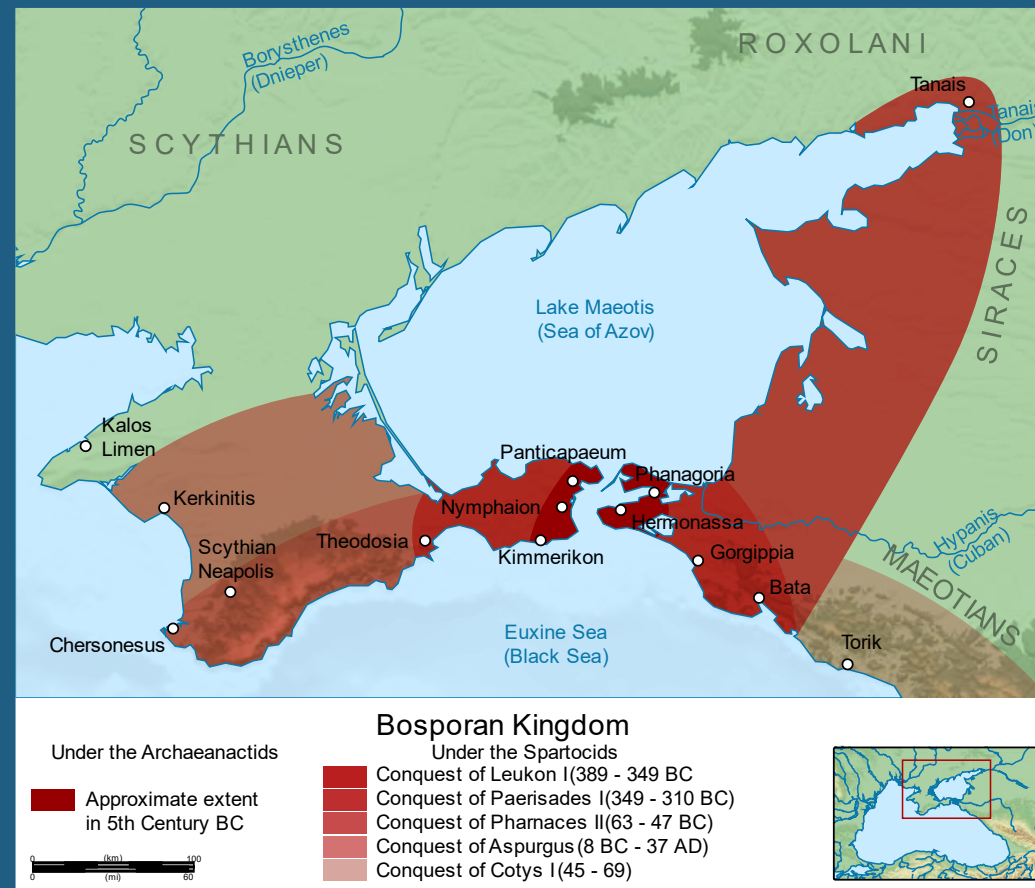 Borysthenes
(Dnieper)
ROXOLANI
Tanais
Tanais
(Don)
SCYTHIANS
SIRACES
Lake Maeotis
(Sea of Azov)
Kalos
Limen
Panticapaeum
Phanagoria
Kerkinitis
Nymphaion
Hermonassa
Theodosia
Scythian
Neapolis
Kimmerikon
Gorgippia
Hypanis
(Cuban)
MAEOTIANS
Bata
Chersonesus
Euxine Sea
(Black Sea)
Torik
Bosporan Kingdom
Under the Archaeanactids
Approximate extent
in 5th Century BC
0 (km) 100
0 (mi) 60
Under the Spartocids
Conquest of Leukon I(389 - 349 BC
Conquest of Paerisades I(349 - 310 BC)
Conquest of Pharnaces II(63 - 47 BC)
Conquest of Aspurgus(8 BC - 37 AD)
Conquest of Cotys I(45 - 69)